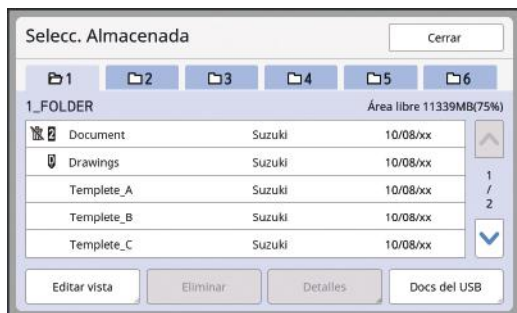 Selecc. Almacenada Cerrar
1 2 3 4 5 6
1_FOLDER Área libre 11339MB(75%)
2 Document Suzuki 10/08/xx
Drawings Suzuki 10/08/xx
Templete_A Suzuki 10/08/xx
Templete_B Suzuki 10/08/xx
Templete_C Suzuki 10/08/xx
1
/
2
Editar vista Eliminar Detalles Docs del USB